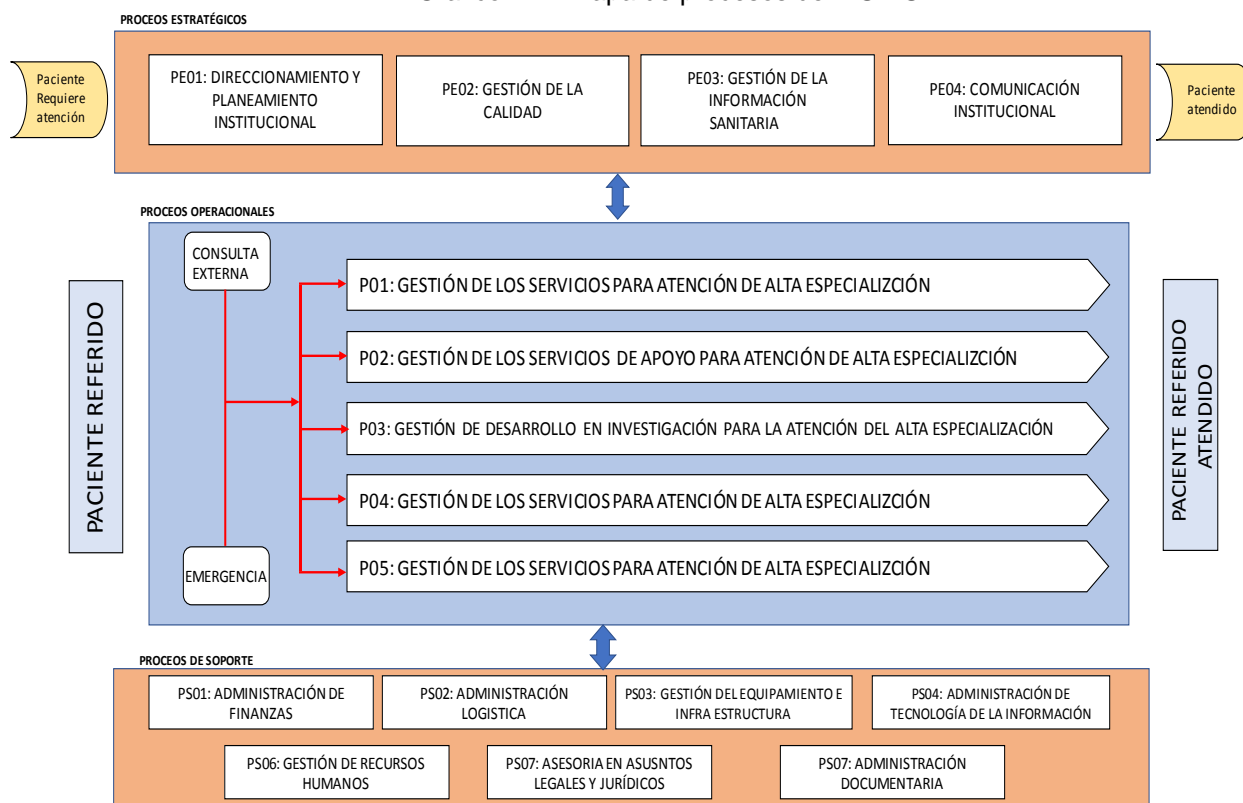 PROCEOS ESTRATÉGICOS
Paciente
Requiere
atención
PE01: DIRECCIONAMIENTO Y
PLANEAMIENTO
INSTITUCIONAL
PE02: GESTIÓN DE LA
CALIDAD
PE03: GESTIÓN DE LA
INFORMACIÓN
SANITARIA
PE04: COMUNICACIÓN
INSTITUCIONAL
Paciente
atendido
PROCEOS OPERACIONALES
PACIENTE REFERIDO
CONSULTA
EXTERNA
EMERGENCIA
P01: GESTIÓN DE LOS SERVICIOS PARA ATENCIÓN DE ALTA ESPECIALIZCIÓN
P02: GESTIÓN DE LOS SERVICIOS DE APOYO PARA ATENCIÓN DE ALTA ESPECIALIZCIÓN
P03: GESTIÓN DE DESARROLLO EN INVESTIGACIÓN PARA LA ATENCIÓN DEL ALTA ESPECIALIZACIÓN
P04: GESTIÓN DE LOS SERVICIOS PARA ATENCIÓN DE ALTA ESPECIALIZCIÓN
P05: GESTIÓN DE LOS SERVICIOS PARA ATENCIÓN DE ALTA ESPECIALIZCIÓN
PACIENTE REFERIDO
ATENDIDO
PROCEOS DE SOPORTE
PS01: ADMINISTRACIÓN DE
FINANZAS
PS02: ADMINISTRACIÓN
LOGISTICA
PS03: GESTIÓN DEL EQUIPAMIENTO E
INFRA ESTRUCTURA
PS04: ADMINISTRACIÓN DE
TECNOLOGÍA DE LA INFORMACIÓN
PS06: GESTIÓN DE RECURSOS
HUMANOS
PS07: ASESORIA EN ASUSNTOS
LEGALES Y JURÍDICOS
PS07: ADMINISTRACIÓN
DOCUMENTARIA